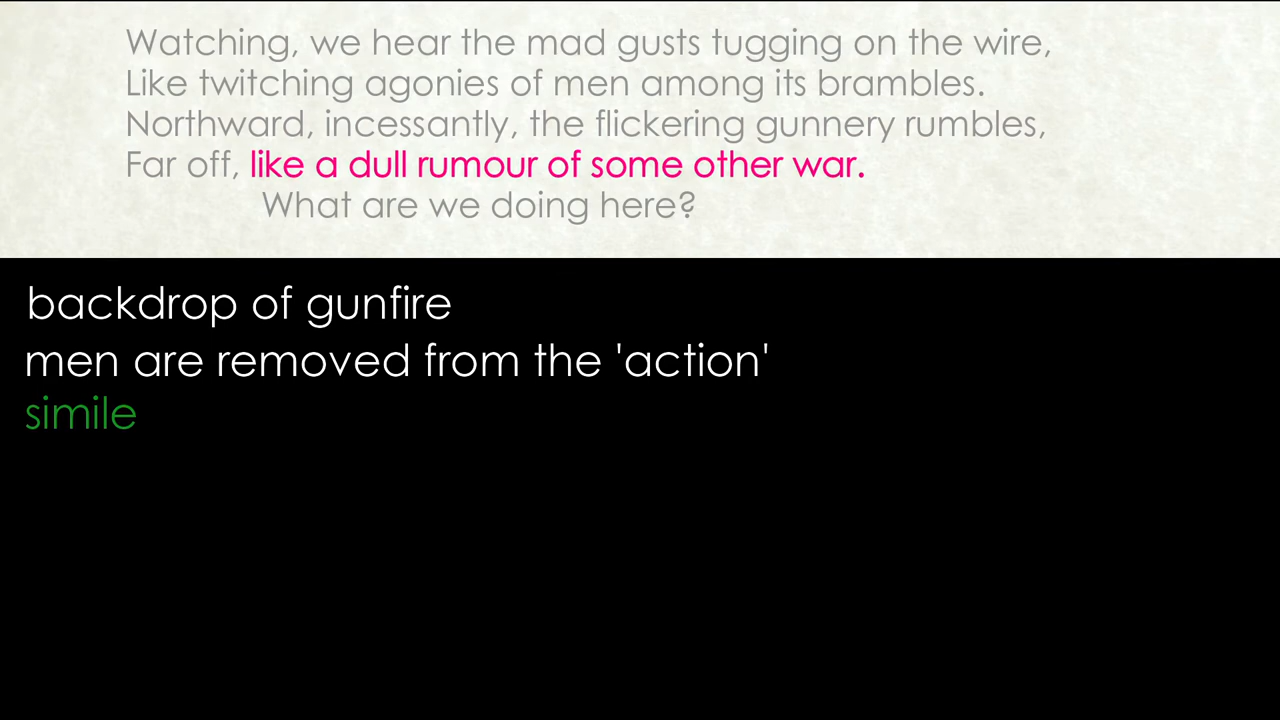 Watching, we hear the mad gusts tugging on the wire,
Like twitching agonies of men among its brambles.
Northward, incessantly, the flickering gunnery rumbles,
Far off, like a dull rumour of some other war.
What are we doing here?
backdrop of gunfire
men are removed from the 'action'
simile